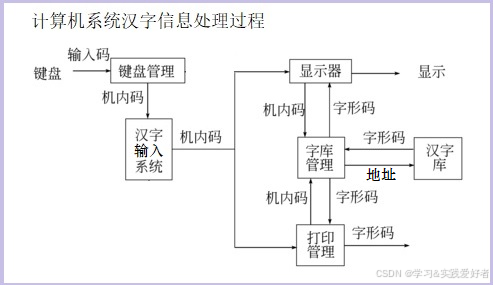 计算机系统汉字信息处理过程
输入码
键盘
键盘管理
显示器
显示
机内码
机内码
字形码
汉字
输入
系统
机内码
字库
管理
字形码
汉字
库
地址
机内码
字形码
打印
管理
字形码
CSDN @学习&实践爱好者